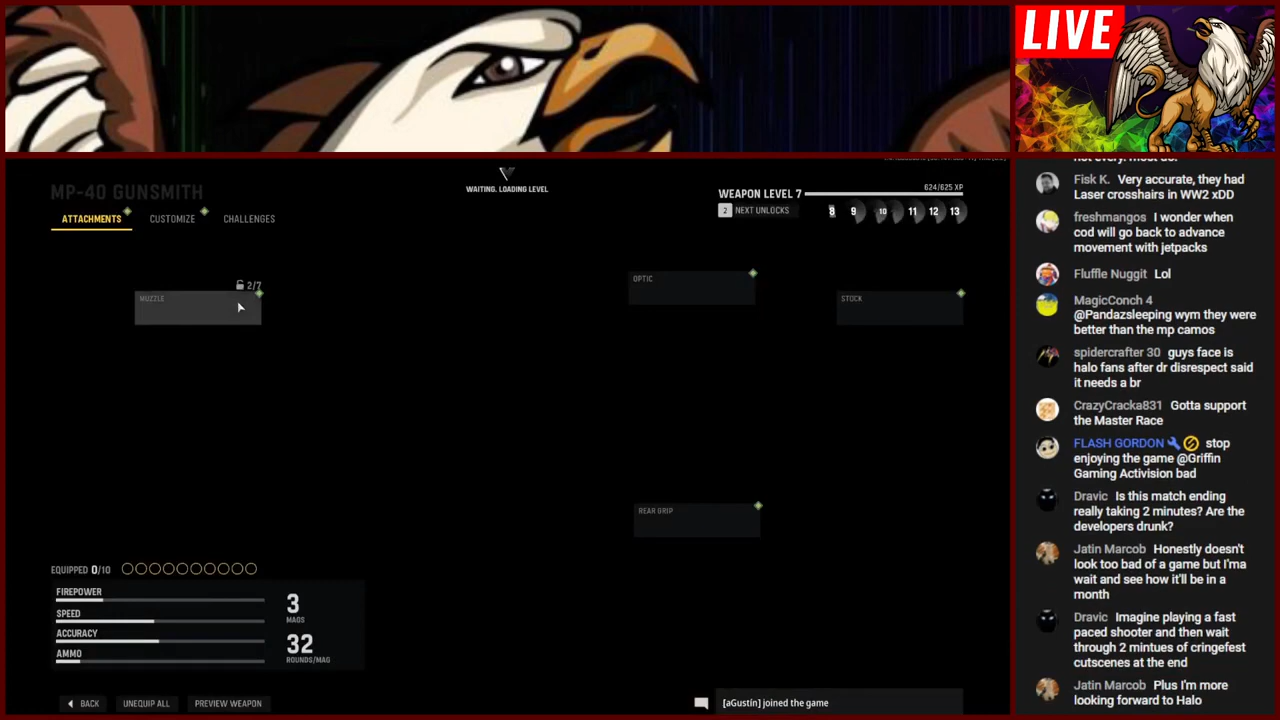 LIVE
WAITING. LOADING LEVEL
MP-40 GUNSMITH
ATTACHMENTS
CUSTOMIZE
CHALLENGES
WEAPON LEVEL 7
624/625 XP
2 NEXT UNLOCKS
8 9 10 11 12 13
2/7
MUZZLE
OPTIC
STOCK
REAR GRIP
EQUIPPED 0/10
FIREPOWER
SPEED
ACCURACY
AMMO
3
MAGS
32
ROUNDS/MAG
BACK
UNEQUIP ALL
PREVIEW WEAPON
[aGustin] joined the game
not every. most do.
Fisk K. Very accurate, they had
Laser crosshairs in WW2 xDD
freshmangos I wonder when
cod will go back to advance
movement with jetpacks
Fluffle Nuggit Lol
MagicConch 4
@Pandazsleeping wym they were
better than the mp camos
spidercrafter 30 guys face is
halo fans after dr disrespect said
it needs a br
CrazyCracka831 Gotta support
the Master Race
FLASH GORDON stop
enjoying the game @Griffin
Gaming Activision bad
Dravic Is this match ending
really taking 2 minutes? Are the
developers drunk?
Jatin Marcob Honestly doesn't
look too bad of a game but I'ma
wait and see how it'll be in a
month
Dravic Imagine playing a fast
paced shooter and then wait
through 2 mintues of cringefest
cutscenes at the end
Jatin Marcob Plus I'm more
looking forward to Halo